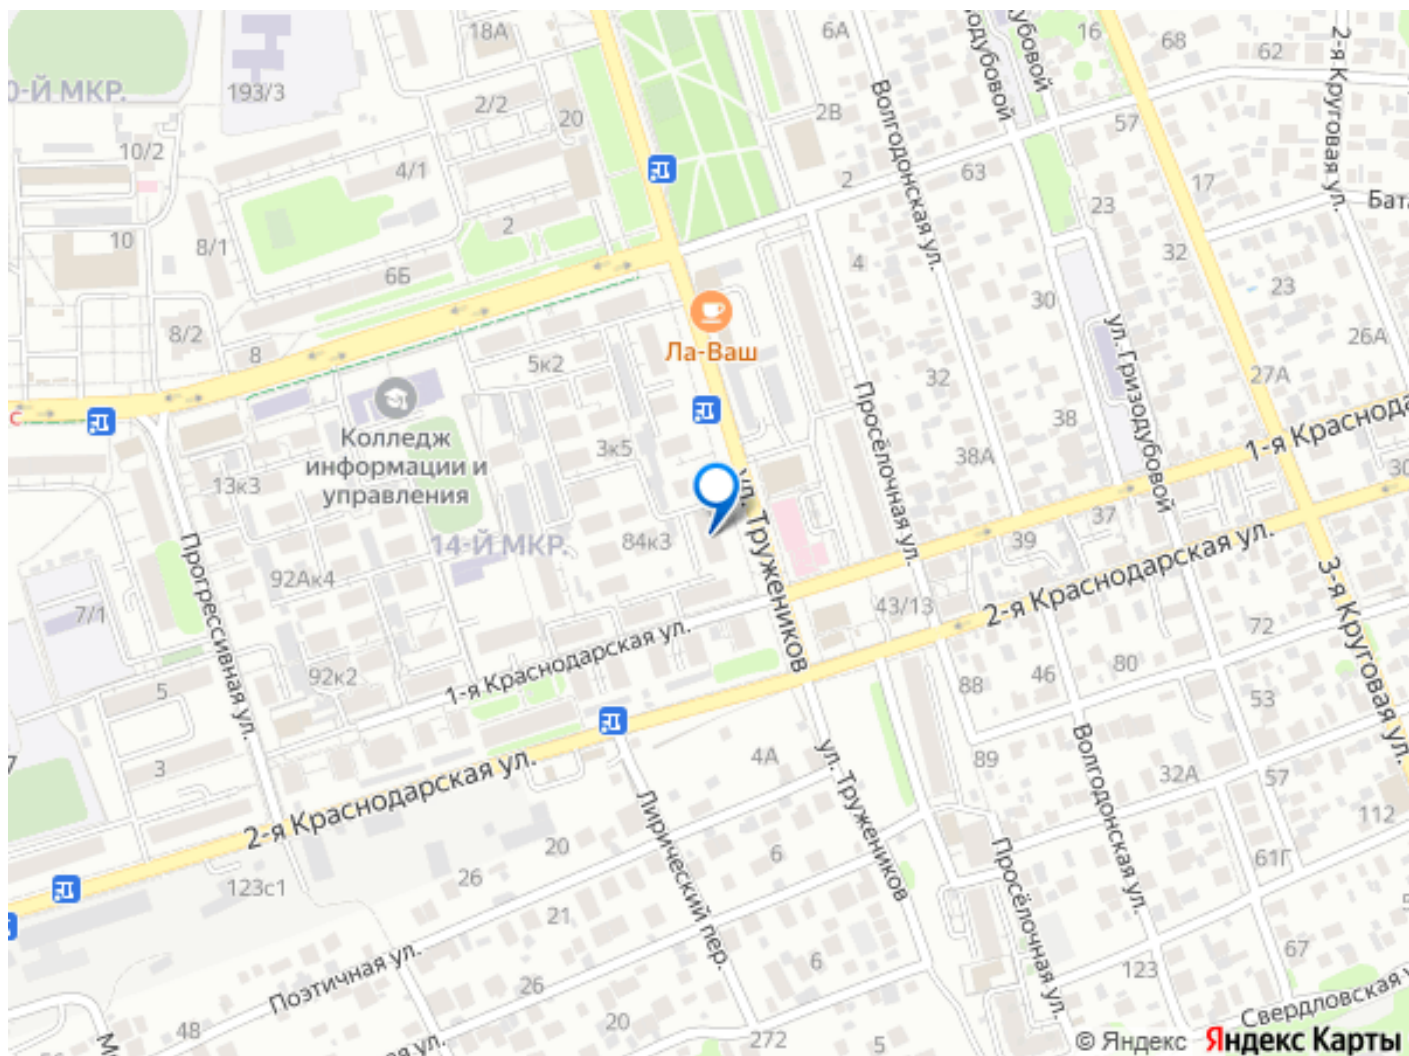 18А
6А
16
68
62
2-я Круговая ул.
193/3
0-Й МКР.
2/2
20
2В
Волгодонская ул.
57
10/2
4/1
63
2
17
23
Бата
10
8/1
2
6Б
4
32
23
30
8/2
8
5к2
Ла-Ваш
ул. Гризодубовой
26А
32
27А
Просёлочная ул.
Колледж
информации и
управления
3к5
38
38А
1-я Краснода
13к3
ул. Тружеников
30
37
14-Й МКР.
84к3
39
2-я Краснодарская ул.
Прогрессивная ул.
92Ак4
3-я Круговая ул.
7/1
43/13
72
1-я Краснодарская ул.
80
46
92к2
88
53
5
7
3
4А
89
ул. Тружеников
Волгодонская ул.
32А
57
2-я Краснодарская ул.
Лирический пер.
112
20
6
61Г
26
123с1
Просёлочная ул.
21
Поэтичная ул.
6
67
123
26
Свердловская
48
20
272
5
ая ул.
© Яндекс Яндекс Карты